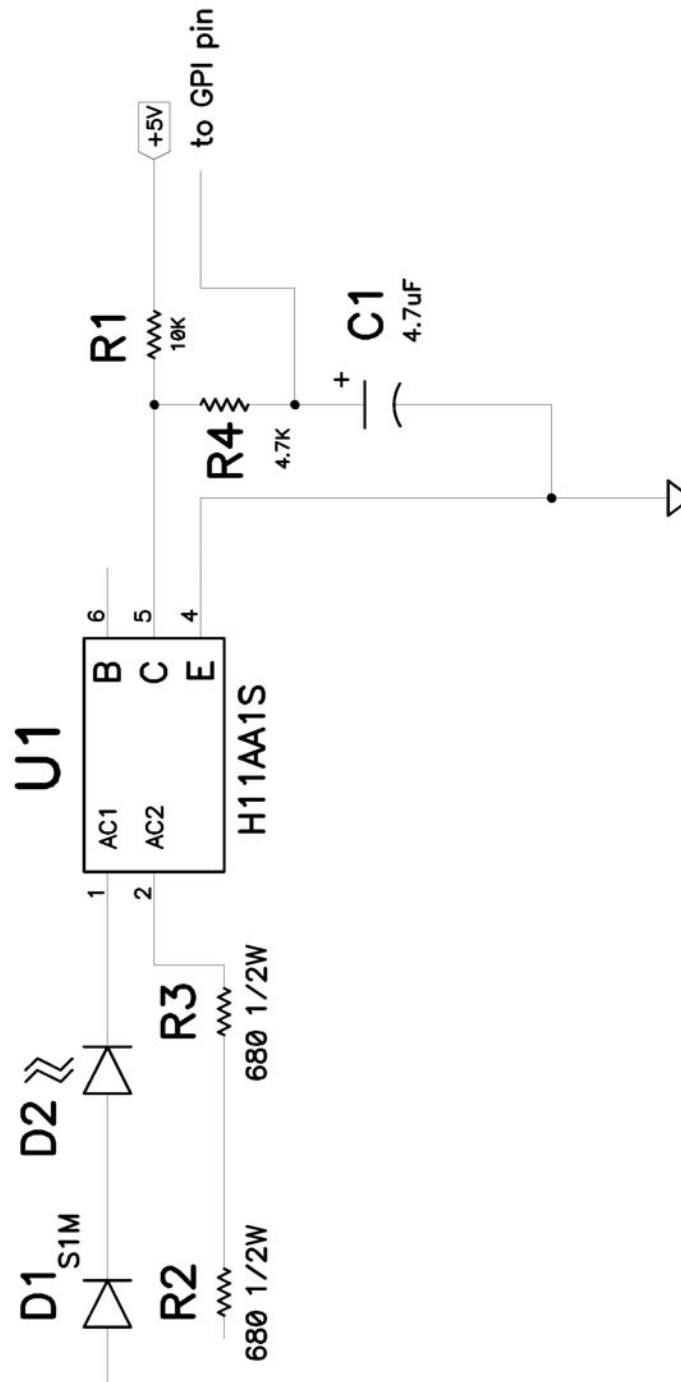 D1
S1M
D2
R2
680 1/2W
R3
680 1/2W
U1
1
AC1
2
AC2
B
6
C
5
E
4
H11AA1S
R1
10K
+5V
to GPI pin
R4
4.7K
+
C1
4.7uF